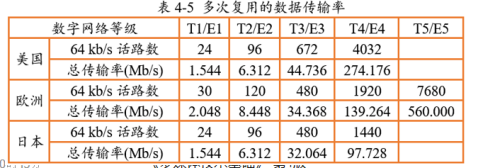 表 4-5 多次复用的数据传输率
数字网络等级 T1/E1 T2/E2 T3/E3 T4/E4 T5/E5
美国 64 kb/s 话路数 24 96 672 4032
总传输率(Mb/s) 1.544 6.312 44.736 274.176
欧洲 64 kb/s 话路数 30 120 480 1920 7680
总传输率(Mb/s) 2.048 8.448 34.368 139.264 560.000
日本 64 kb/s 话路数 24 96 480 1440
总传输率(Mb/s) 1.544 6.312 32.064 97.728